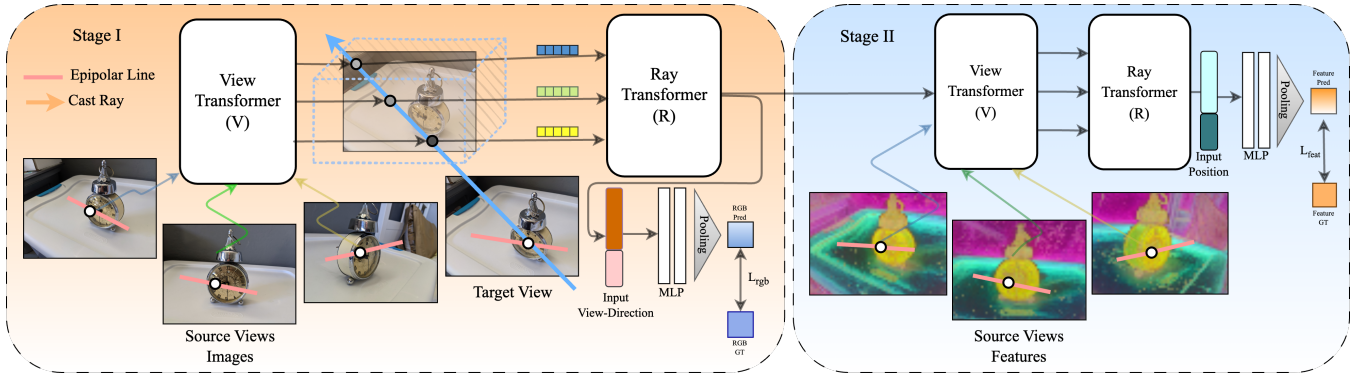 Stage I
Epipolar Line
Cast Ray
View
Transformer
(V)
Ray
Transformer
(R)
Target View
Source Views
Images
Input
View-Direction
MLP
Pooling
RGB
Pred
Lrgb
RGB
GT
Stage II
View
Transformer
(V)
Ray
Transformer
(R)
Input
Position
MLP
Pooling
Feature
Pred
Lfeat
Feature
GT
Source Views
Features